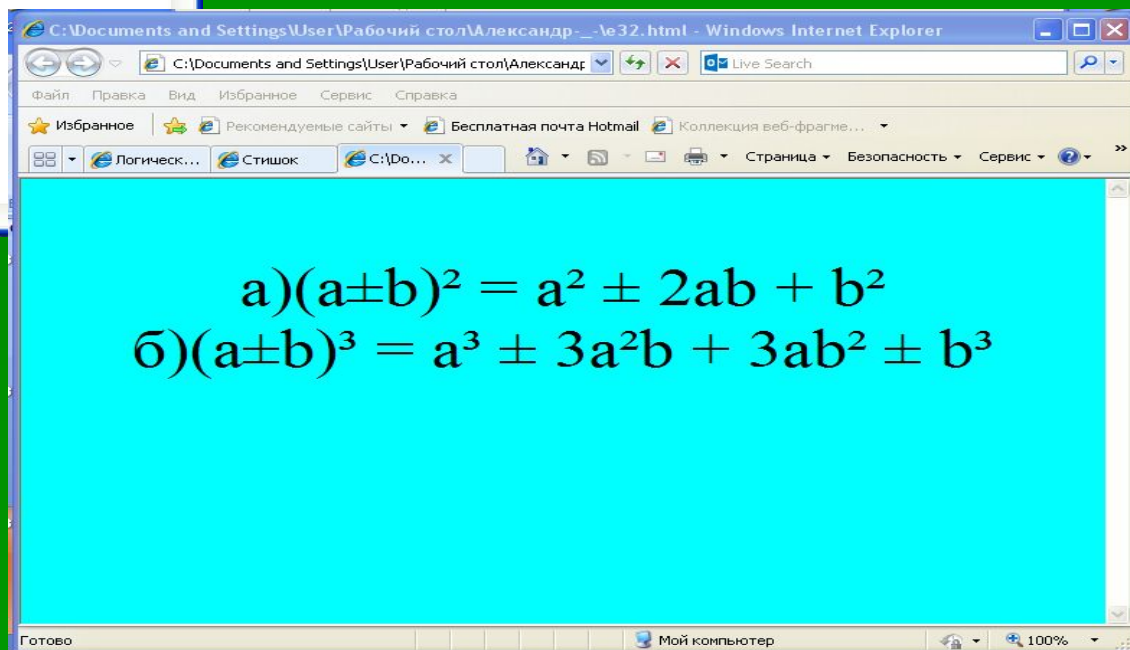 C:\Documents and Settings\User\Рабочий стол\Александр-_-\e32.html - Windows Internet Explorer
C:\Documents and Settings\User\Рабочий стол\Александр Live Search
Файл Правка Вид Избранное Сервис Справка
Избранное Рекомендуемые сайты Бесплатная почта Hotmail Коллекция веб-фрагме...
Логическ... Стишок C:\Do... Страница Безопасность Сервис »
а)(a±b)² = a² ± 2ab + b²
б)(a±b)³ = a³ ± 3a²b + 3ab² ± b³
Готово Мой компьютер 100%